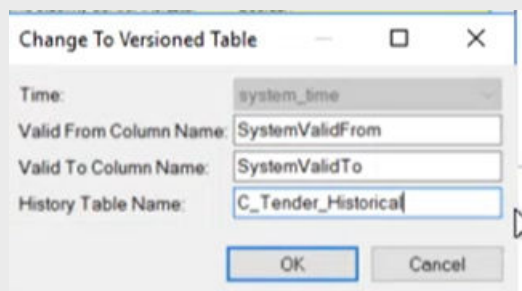 Change To Versioned Table
Time: system_time
Valid From Column Name: SystemValidFrom
Valid To Column Name: SystemValidTo
History Table Name: C_Tender_Historical
OK Cancel